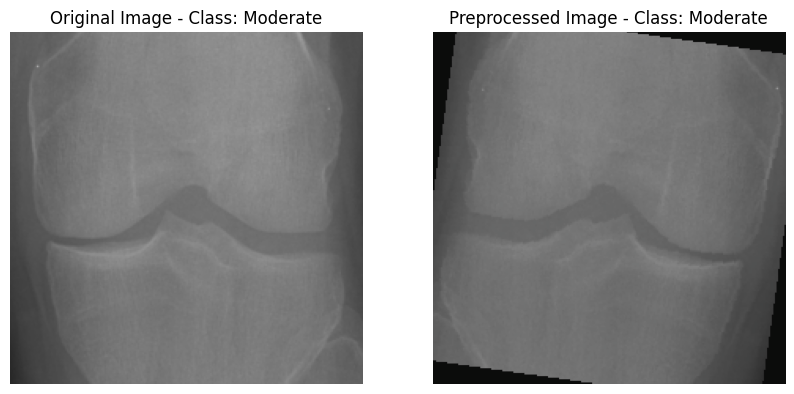 Original Image - Class: Moderate
Preprocessed Image - Class: Moderate